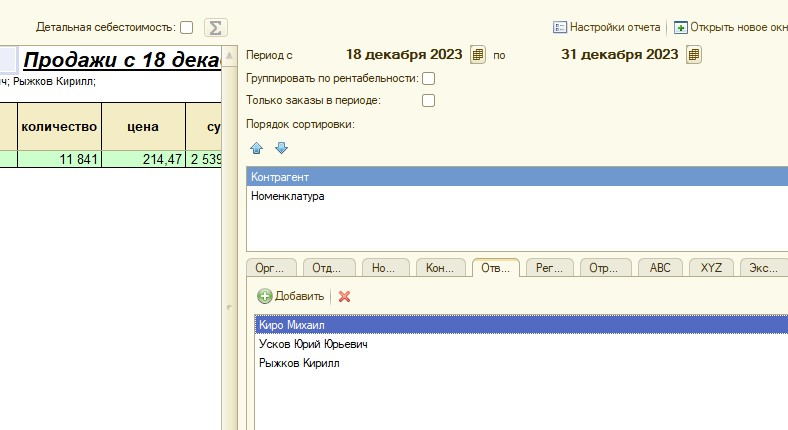 Детальная себестоимость: Σ
Настройки отчета Открыть новое окн
Продажи с 18 дека
ч; Рыжков Кирилл;
количество цена су
11 841 214,47 2 539
Период с 18 декабря 2023 по 31 декабря 2023
Группировать по рентабельности:
Только заказы в периоде:
Порядок сортировки:
Контрагент
Номенклатура
Орг... Отд... Но... Кон... Отв... Рег... Отр... ABC XYZ Экс...
Добавить
Киро Михаил
Усков Юрий Юрьевич
Рыжков Кирилл